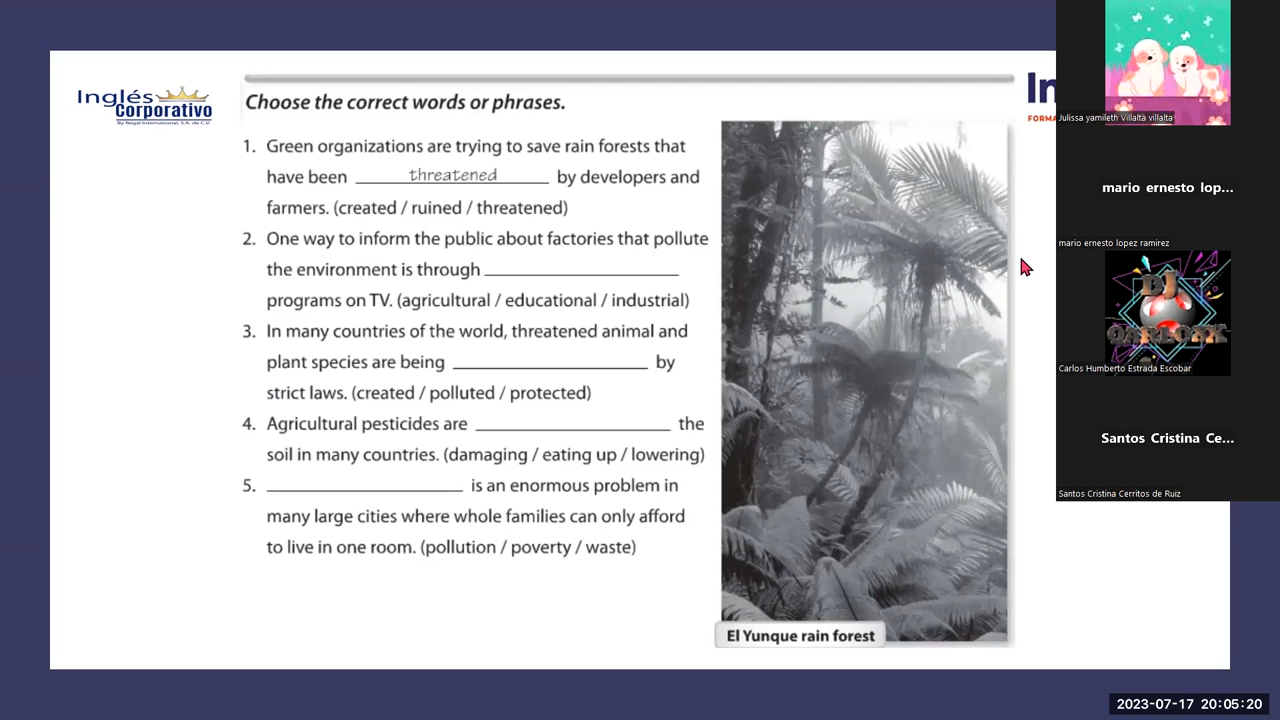 Inglés
Corporativo
By Regal International, S.A. de C.V.
Choose the correct words or phrases.
1. Green organizations are trying to save rain forests that
have been threatened by developers and
farmers. (created / ruined / threatened)
2. One way to inform the public about factories that pollute
the environment is through
programs on TV. (agricultural / educational / industrial)
3. In many countries of the world, threatened animal and
plant species are being by
strict laws. (created / polluted / protected)
4. Agricultural pesticides are the
soil in many countries. (damaging / eating up / lowering)
5. is an enormous problem in
many large cities where whole families can only afford
to live in one room. (pollution / poverty / waste)
El Yunque rain forest
In
FORMA
Julissa yamileth Villalta villalta
mario ernesto lop...
mario ernesto lopez ramirez
DJ
Carlos Humberto Estrada Escobar
Santos Cristina Ce...
Santos Cristina Cerritos de Ruiz
2023-07-17 20:05:20